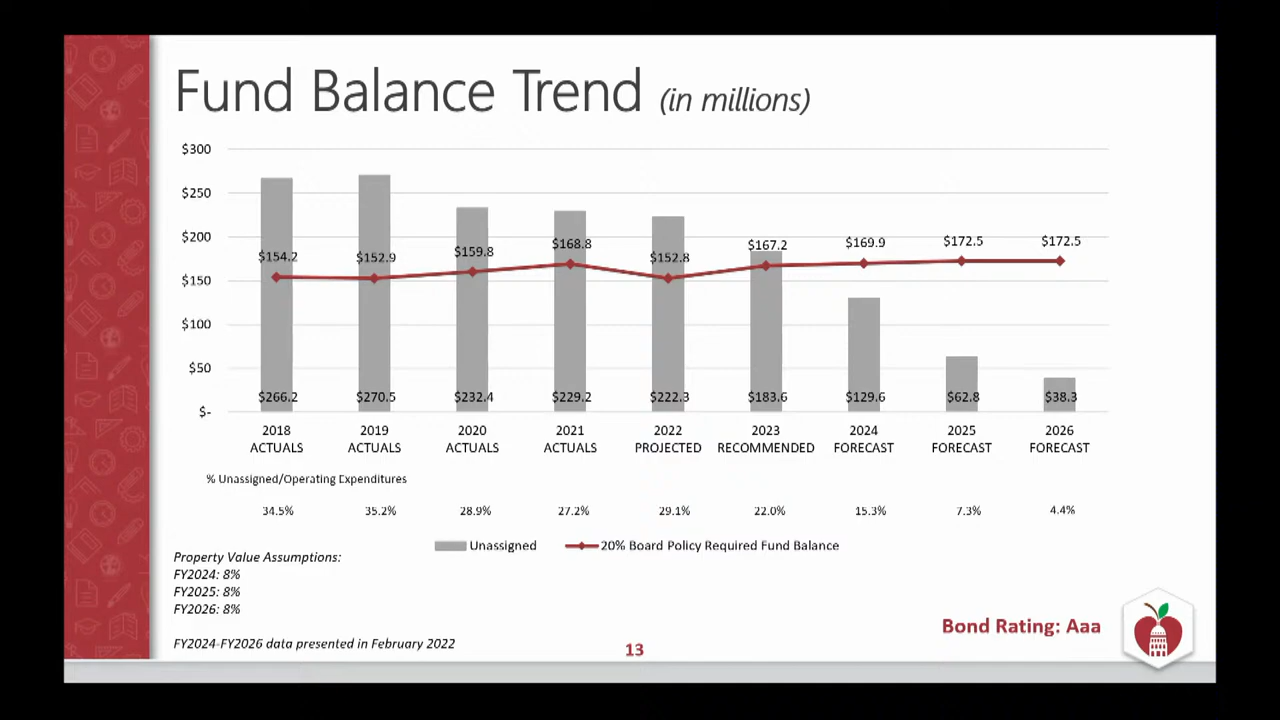 Fund Balance Trend (in millions)
$300
$250
$200
$150
$100
$50
$-
$154.2 $152.9 $159.8 $168.8 $152.8 $167.2 $169.9 $172.5 $172.5
$266.2 $270.5 $232.4 $229.2 $222.3 $183.6 $129.6 $62.8 $38.3
2018 2019 2020 2021 2022 2023 2024 2025 2026
ACTUALS ACTUALS ACTUALS ACTUALS PROJECTED RECOMMENDED FORECAST FORECAST FORECAST
% Unassigned/Operating Expenditures
34.5% 35.2% 28.9% 27.2% 29.1% 22.0% 15.3% 7.3% 4.4%
Unassigned 20% Board Policy Required Fund Balance
Property Value Assumptions:
FY2024: 8%
FY2025: 8%
FY2026: 8%
FY2024-FY2026 data presented in February 2022
13
Bond Rating: Aaa